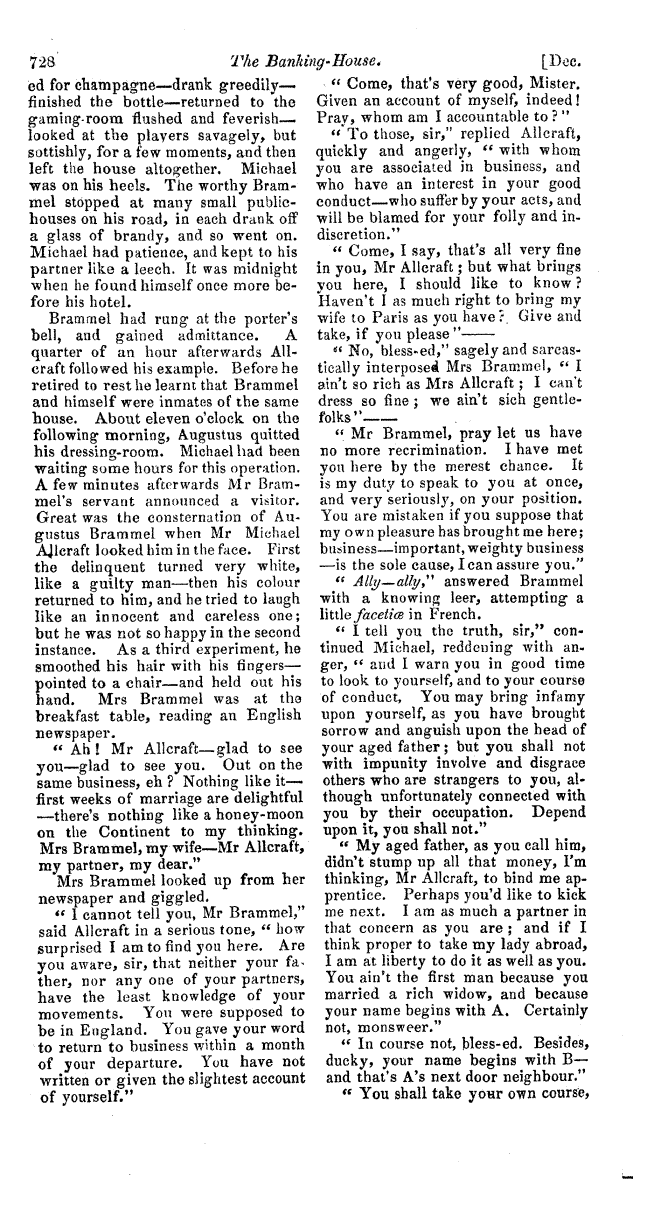 728 The Banking-House. [Dec.
ed for champagne—drank greedily—
finished the bottle—returned to the
gaming-room flushed and feverish—
looked at the players savagely, but
sottishly, for a few moments, and then
left the house altogether. Michael
was on his heels. The worthy Bram-
mel stopped at many small public-
houses on his road, in each drank off
a glass of brandy, and so went on.
Michael had patience, and kept to his
partner like a leech. It was midnight
when he found himself once more be-
fore his hotel.
Brammel had rung at the porter's
bell, and gained admittance. A
quarter of an hour afterwards All-
craft followed his example. Before he
retired to rest he learnt that Brammel
and himself were inmates of the same
house. About eleven o'clock on the
following morning, Augustus quitted
his dressing-room. Michael had been
waiting some hours for this operation.
A few minutes afterwards Mr Bram-
mel's servant announced a visitor.
Great was the consternation of Au-
gustus Brammel when Mr Michael
Allcraft looked him in the face. First
the delinquent turned very white,
like a guilty man—then his colour
returned to him, and he tried to laugh
like an innocent and careless one;
but he was not so happy in the second
instance. As a third experiment, he
smoothed his hair with his fingers—
pointed to a chair—and held out his
hand. Mrs Brammel was at the
breakfast table, reading an English
newspaper.
“ Ah! Mr Allcraft—glad to see
you—glad to see you. Out on the
same business, eh? Nothing like it—
first weeks of marriage are delightful
—there's nothing like a honey-moon
on the Continent to my thinking.
Mrs Brammel, my wife—Mr Allcraft,
my partner, my dear.”
Mrs Brammel looked up from her
newspaper and giggled.
“ I cannot tell you, Mr Brammel,”
said Allcraft in a serious tone, “ how
surprised I am to find you here. Are
you aware, sir, that neither your fa-
ther, nor any one of your partners,
have the least knowledge of your
movements. You were supposed to
be in England. You gave your word
to return to business within a month
of your departure. You have not
written or given the slightest account
of yourself.”
“ Come, that's very good, Mister.
Given an account of myself, indeed!
Pray, whom am I accountable to?”
“ To those, sir,” replied Allcraft,
quickly and angerly, “ with whom
you are associated in business, and
who have an interest in your good
conduct—who suffer by your acts, and
will be blamed for your folly and in-
discretion.”
“ Come, I say, that's all very fine
in you, Mr Allcraft; but what brings
you here, I should like to know?
Haven't I as much right to bring my
wife to Paris as you have? Give and
take, if you please”——
“ No, bless-ed,” sagely and sarcas-
tically interposed Mrs Brammel, “ I
ain't so rich as Mrs Allcraft; I can't
dress so fine; we ain't sich gentle-
folks”——
“ Mr Brammel, pray let us have
no more recrimination. I have met
you here by the merest chance. It
is my duty to speak to you at once,
and very seriously, on your position.
You are mistaken if you suppose that
my own pleasure has brought me here;
business—important, weighty business
—is the sole cause, I can assure you.”
“ Ally—ally,” answered Brammel
with a knowing leer, attempting a
little facetiæ in French.
“ I tell you the truth, sir,” con-
tinued Michael, reddening with an-
ger, “ and I warn you in good time
to look to yourself, and to your course
of conduct. You may bring infamy
upon yourself, as you have brought
sorrow and anguish upon the head of
your aged father; but you shall not
with impunity involve and disgrace
others who are strangers to you, al-
though unfortunately connected with
you by their occupation. Depend
upon it, you shall not.”
“ My aged father, as you call him,
didn't stump up all that money, I'm
thinking, Mr Allcraft, to bind me ap-
prentice. Perhaps you'd like to kick
me next. I am as much a partner in
that concern as you are; and if I
think proper to take my lady abroad,
I am at liberty to do it as well as you.
You ain't the first man because you
married a rich widow, and because
your name begins with A. Certainly
not, monsweer.”
“ In course not, bless-ed. Besides,
ducky, your name begins with B—
and that's A's next door neighbour.”
“ You shall take your own course,